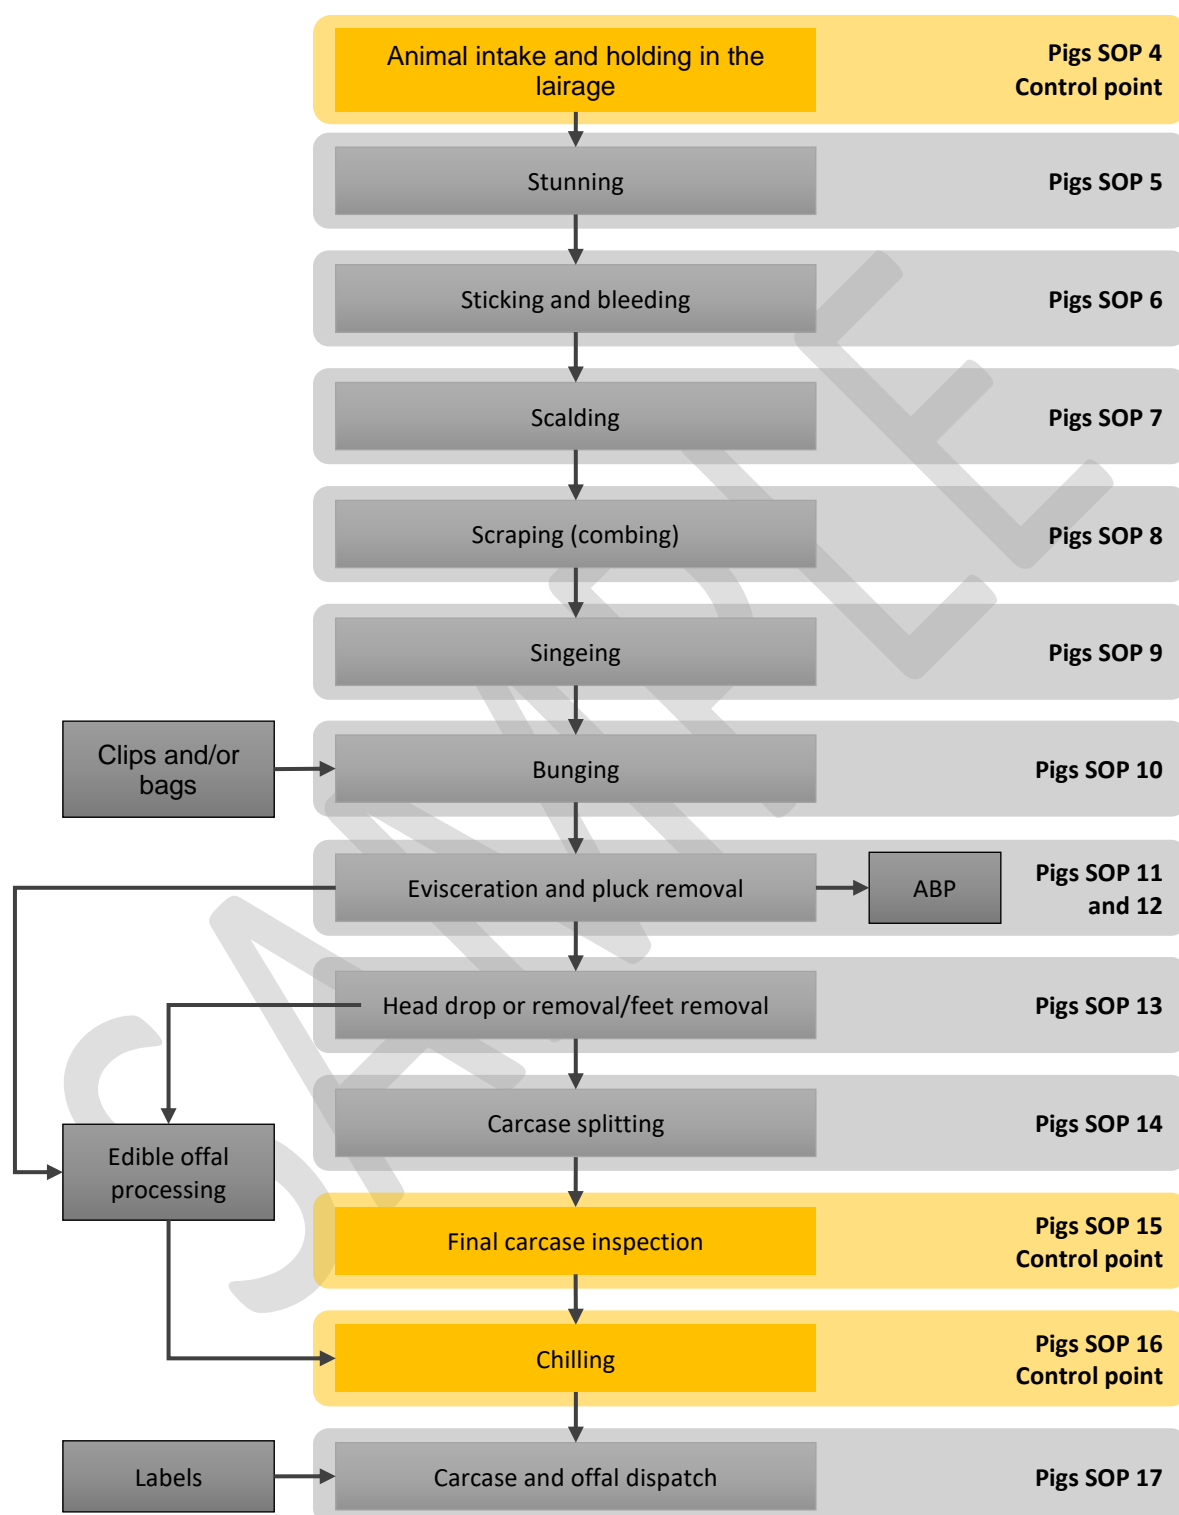 Animal intake and holding in the
lairage
Pigs SOP 4
Control point
Stunning
Pigs SOP 5
Sticking and bleeding
Pigs SOP 6
Scalding
Pigs SOP 7
Scraping (combing)
Pigs SOP 8
Singeing
Pigs SOP 9
Clips and/or
bags
Bunging
Pigs SOP 10
Evisceration and pluck removal
ABP
Pigs SOP 11
and 12
Head drop or removal/feet removal
Pigs SOP 13
Carcase splitting
Pigs SOP 14
Edible offal
processing
Final carcase inspection
Pigs SOP 15
Control point
Chilling
Pigs SOP 16
Control point
Labels
Carcase and offal dispatch
Pigs SOP 17
SAMPLE